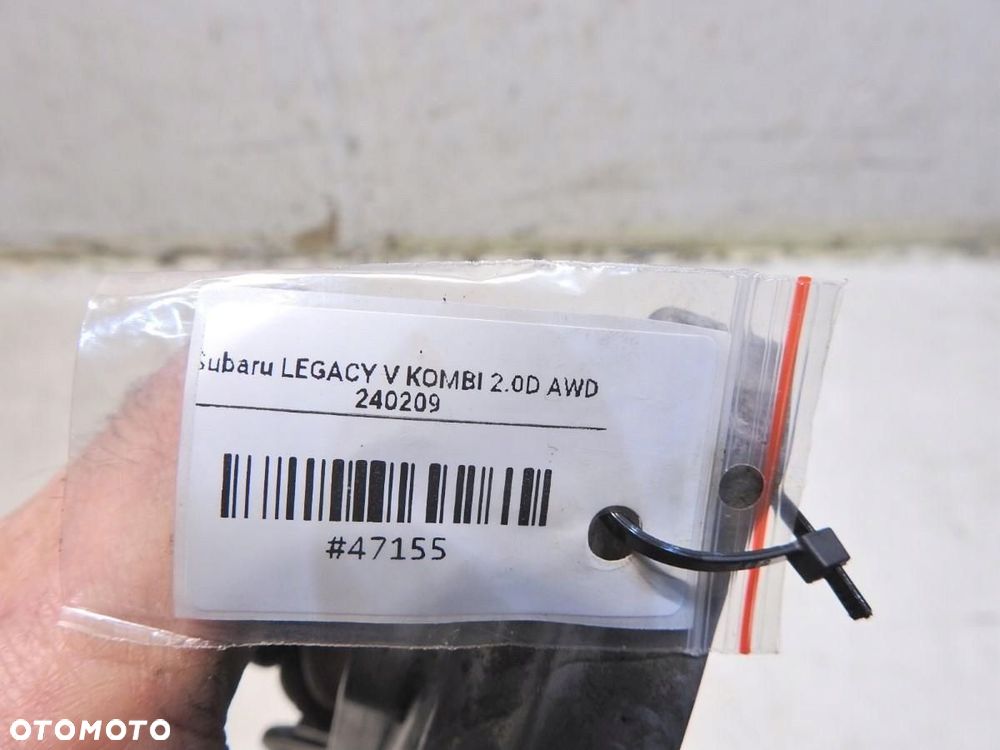 Subaru LEGACY V KOMBI 2.0D AWD
240209
#47155
OTOMOTO